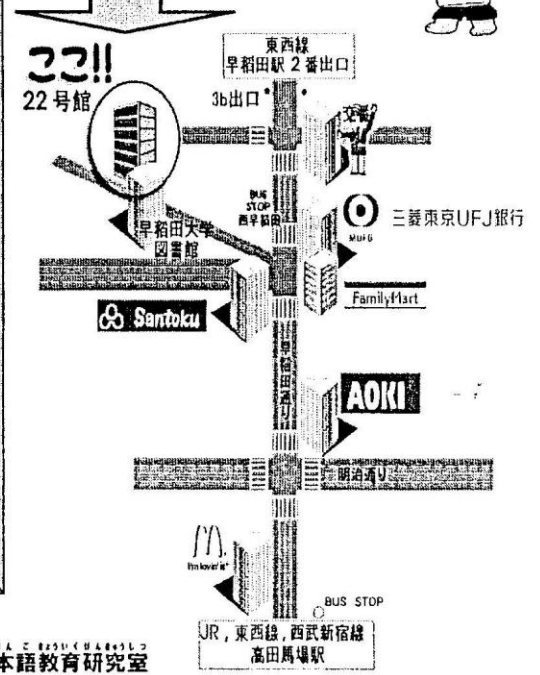 ここ!!
22号館
東西線
早稲田駅2番出口
3b出口
交番
BUS
STOP
西早稲田
早稲田大学
図書館
MUFG
三菱東京UFJ銀行
FamilyMart
Santoku
早稲田通り
AOKI
明治通り
i'm lovin' it
BUS STOP
JR,東西線,西武新宿線
高田馬場駅
本語教育研究室